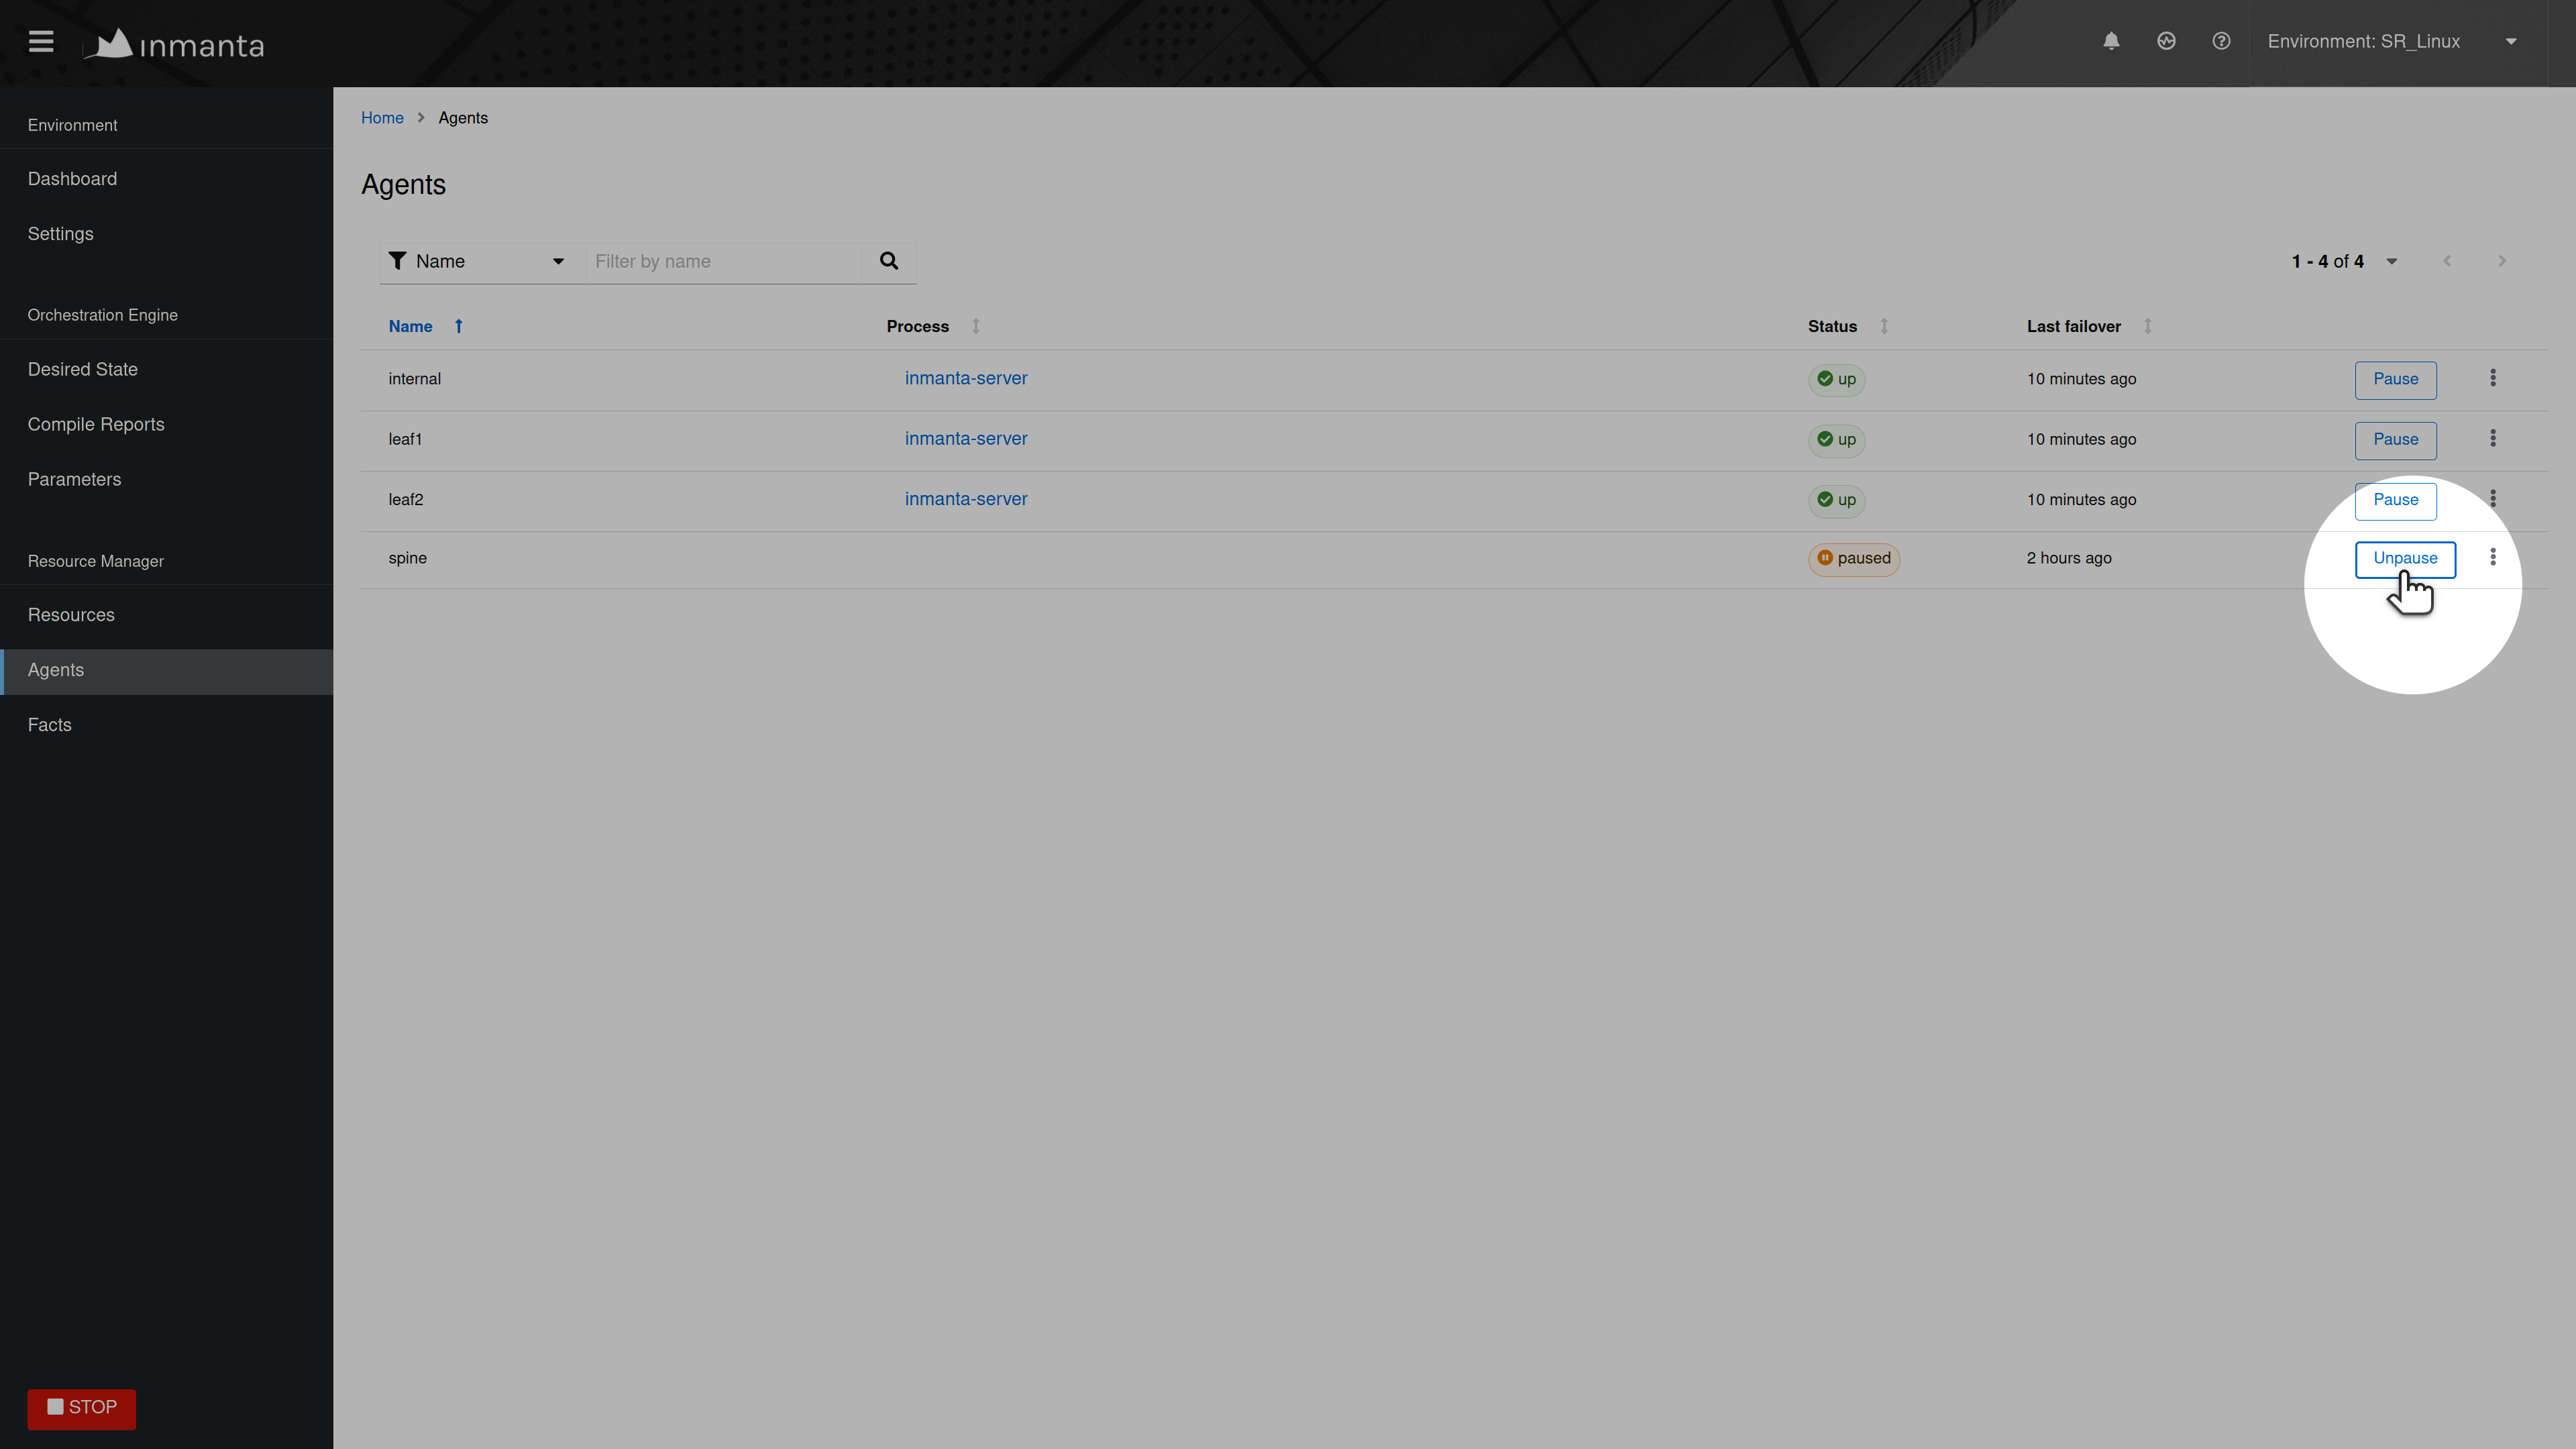 inmanta
Environment: SR_Linux
Environment
Dashboard
Settings
Orchestration Engine
Desired State
Compile Reports
Parameters
Resource Manager
Resources
Agents
Facts
STOP
Home > Agents
Agents
Name
Filter by name
1 - 4 of 4
Name Process Status Last failover
internal inmanta-server up 10 minutes ago Pause
leaf1 inmanta-server up 10 minutes ago Pause
leaf2 inmanta-server up 10 minutes ago Pause
spine paused 2 hours ago Unpause